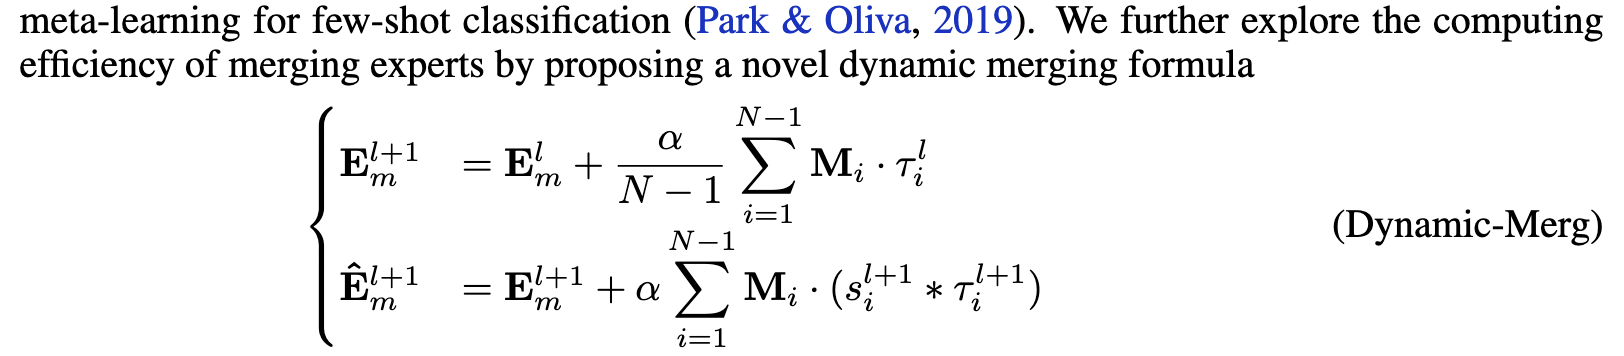 meta-learning for few-shot classification (Park & Oliva, 2019). We further explore the computing
efficiency of merging experts by proposing a novel dynamic merging formula
\begin{cases} \mathbf{E}_m^{l+1} = \mathbf{E}_m^l + \frac{\alpha}{N-1} \sum_{i=1}^{N-1} \mathbf{M}_i \cdot \tau_i^l \\
\hat{\mathbf{E}}_m^{l+1} = \mathbf{E}_m^{l+1} + \alpha \sum_{i=1}^{N-1} \mathbf{M}_i \cdot (s_i^{l+1} * \tau_i^{l+1}) \end{cases}
(Dynamic-Merg)